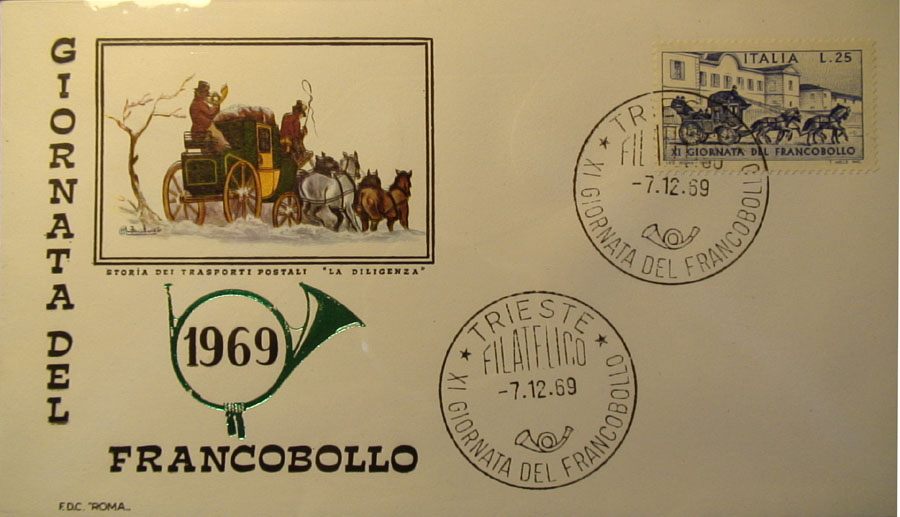 GIORNATA DEL
STORIA DEI TRASPORTI POSTALI "LA DILIGENZA"
1969
FRANCOBOLLO
F.D.C. "ROMA"
ITALIA L.25
XI GIORNATA DEL FRANCOBOLLO
TRIESTE
FILATELICO
-7.12.69
XI GIORNATA DEL FRANCOBOLLO
TRIESTE
FILATELICO
-7.12.69
XI GIORNATA DEL FRANCOBOLLO